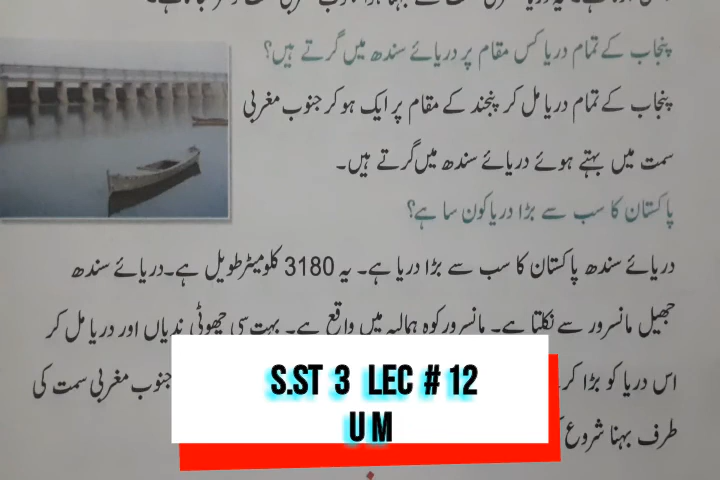 پنجاب کے تمام دریا کس مقام پر دریائے سندھ میں گرتے ہیں؟
پنجاب کے تمام دریا مل کر پنجند کے مقام پر ایک ہو کر جنوب مغربی
سمت میں بہتے ہوئے دریائے سندھ میں گرتے ہیں۔
پاکستان کا سب سے بڑا دریا کون سا ہے؟
دریائے سندھ پاکستان کا سب سے بڑا دریا ہے۔ یہ 3180 کلومیٹر طویل ہے۔ دریائے سندھ
جھیل مانسرور سے نکلتا ہے۔ مانسرور کوہ ہمالیہ میں واقع ہے۔ بہت سی چھوٹی ندیاں اور دریا مل کر
اس دریا کو بڑا جنوب مغربی سمت کی
طرف بہنا شروع
S.ST 3 LEC # 12
U M